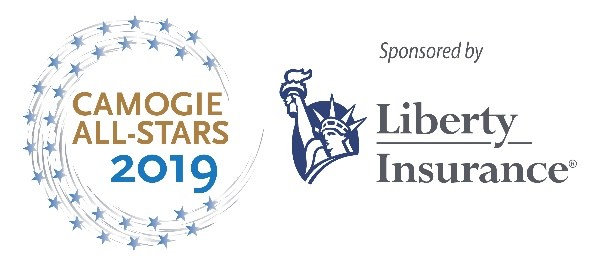 CAMOGIE
ALL-STARS
2019
Sponsored by
Liberty
Insurance®